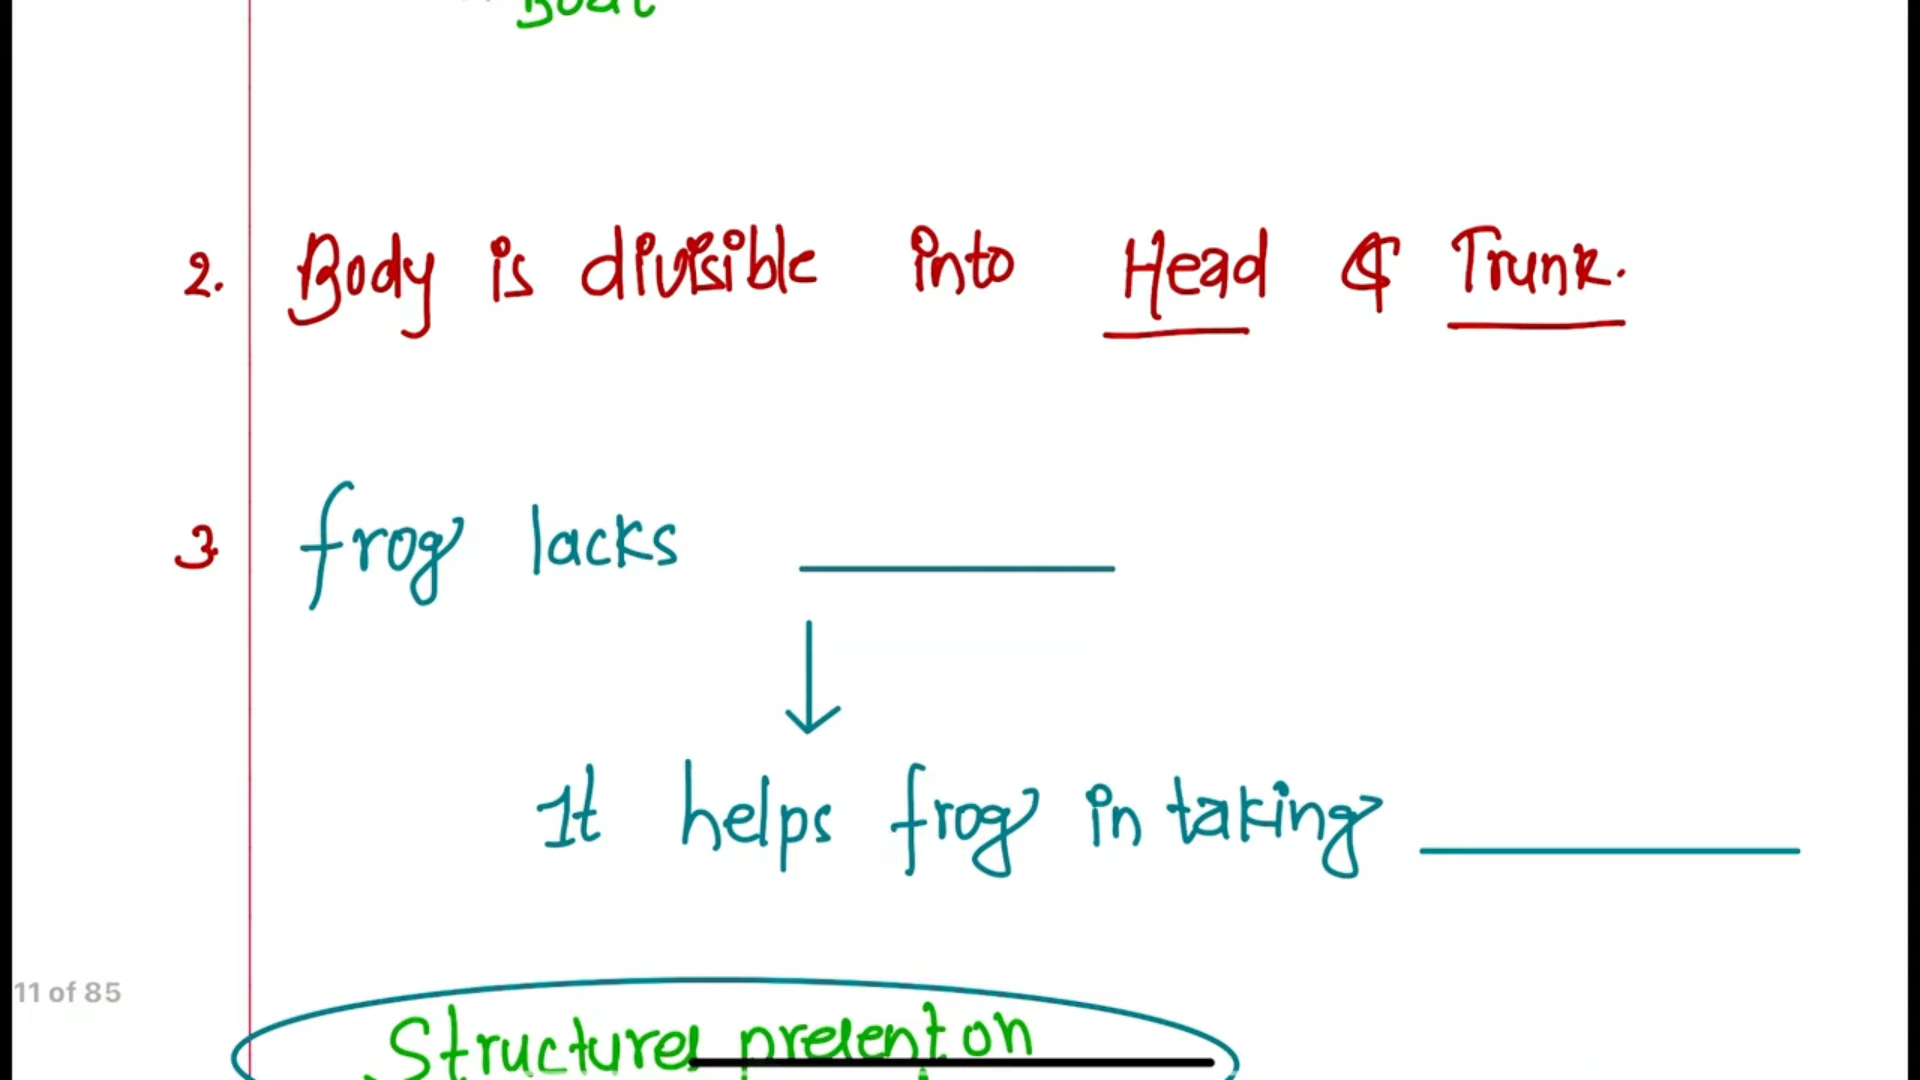 Boat
2. Body is divisible into Head & Trunk.
3. frog lacks
It helps frog in taking
11 of 85
Structures present on